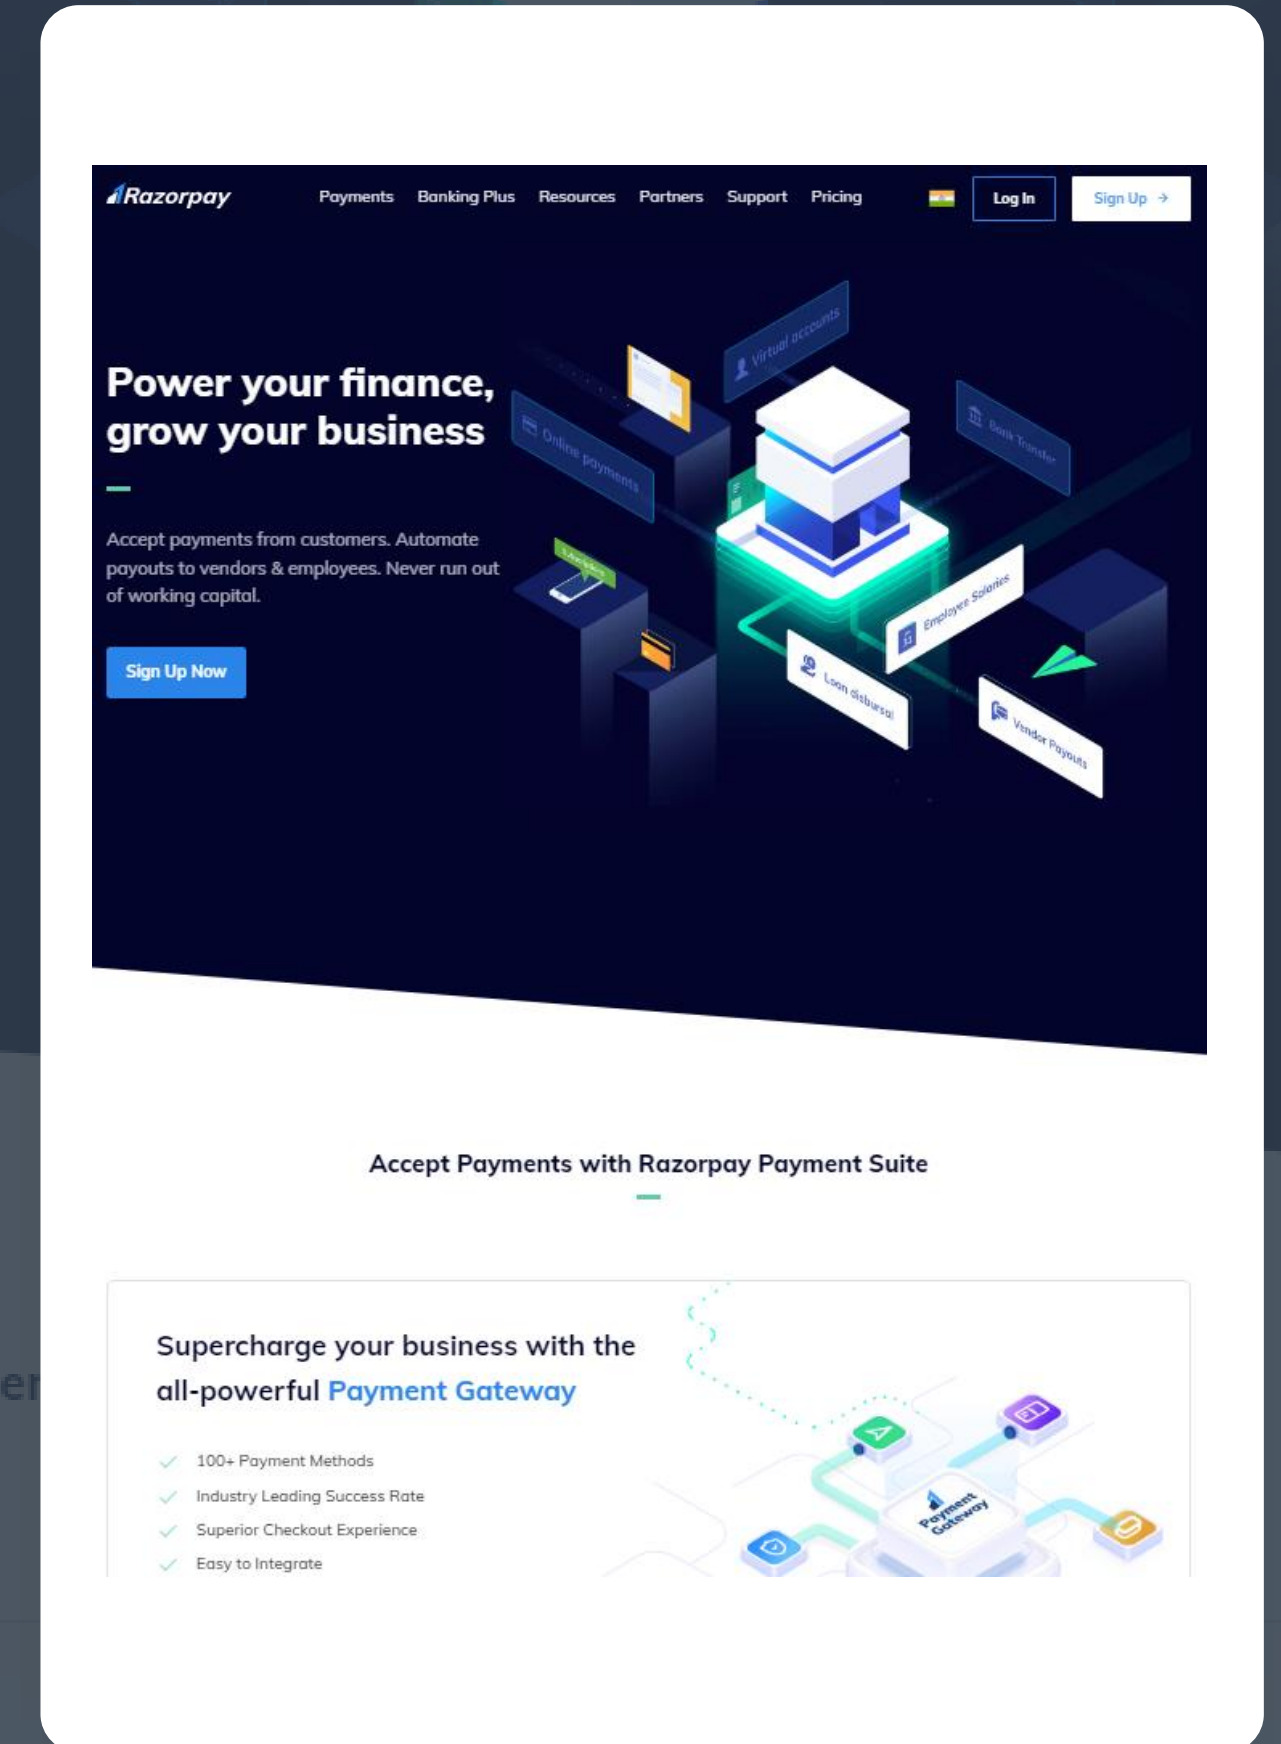 Razorpay
Payments Banking Plus Resources Partners Support Pricing
Log In
Sign Up →
Virtual accounts
Power your finance,
grow your business
Online payments
Bank Transfer
Accept payments from customers. Automate
payouts to vendors & employees. Never run out
of working capital.
Employee Salaries
Loan disbursal
Vendor Payouts
Sign Up Now
Accept Payments with Razorpay Payment Suite
Supercharge your business with the
all-powerful Payment Gateway
100+ Payment Methods
Industry Leading Success Rate
Superior Checkout Experience
Easy to Integrate
Payment
Gateway
er